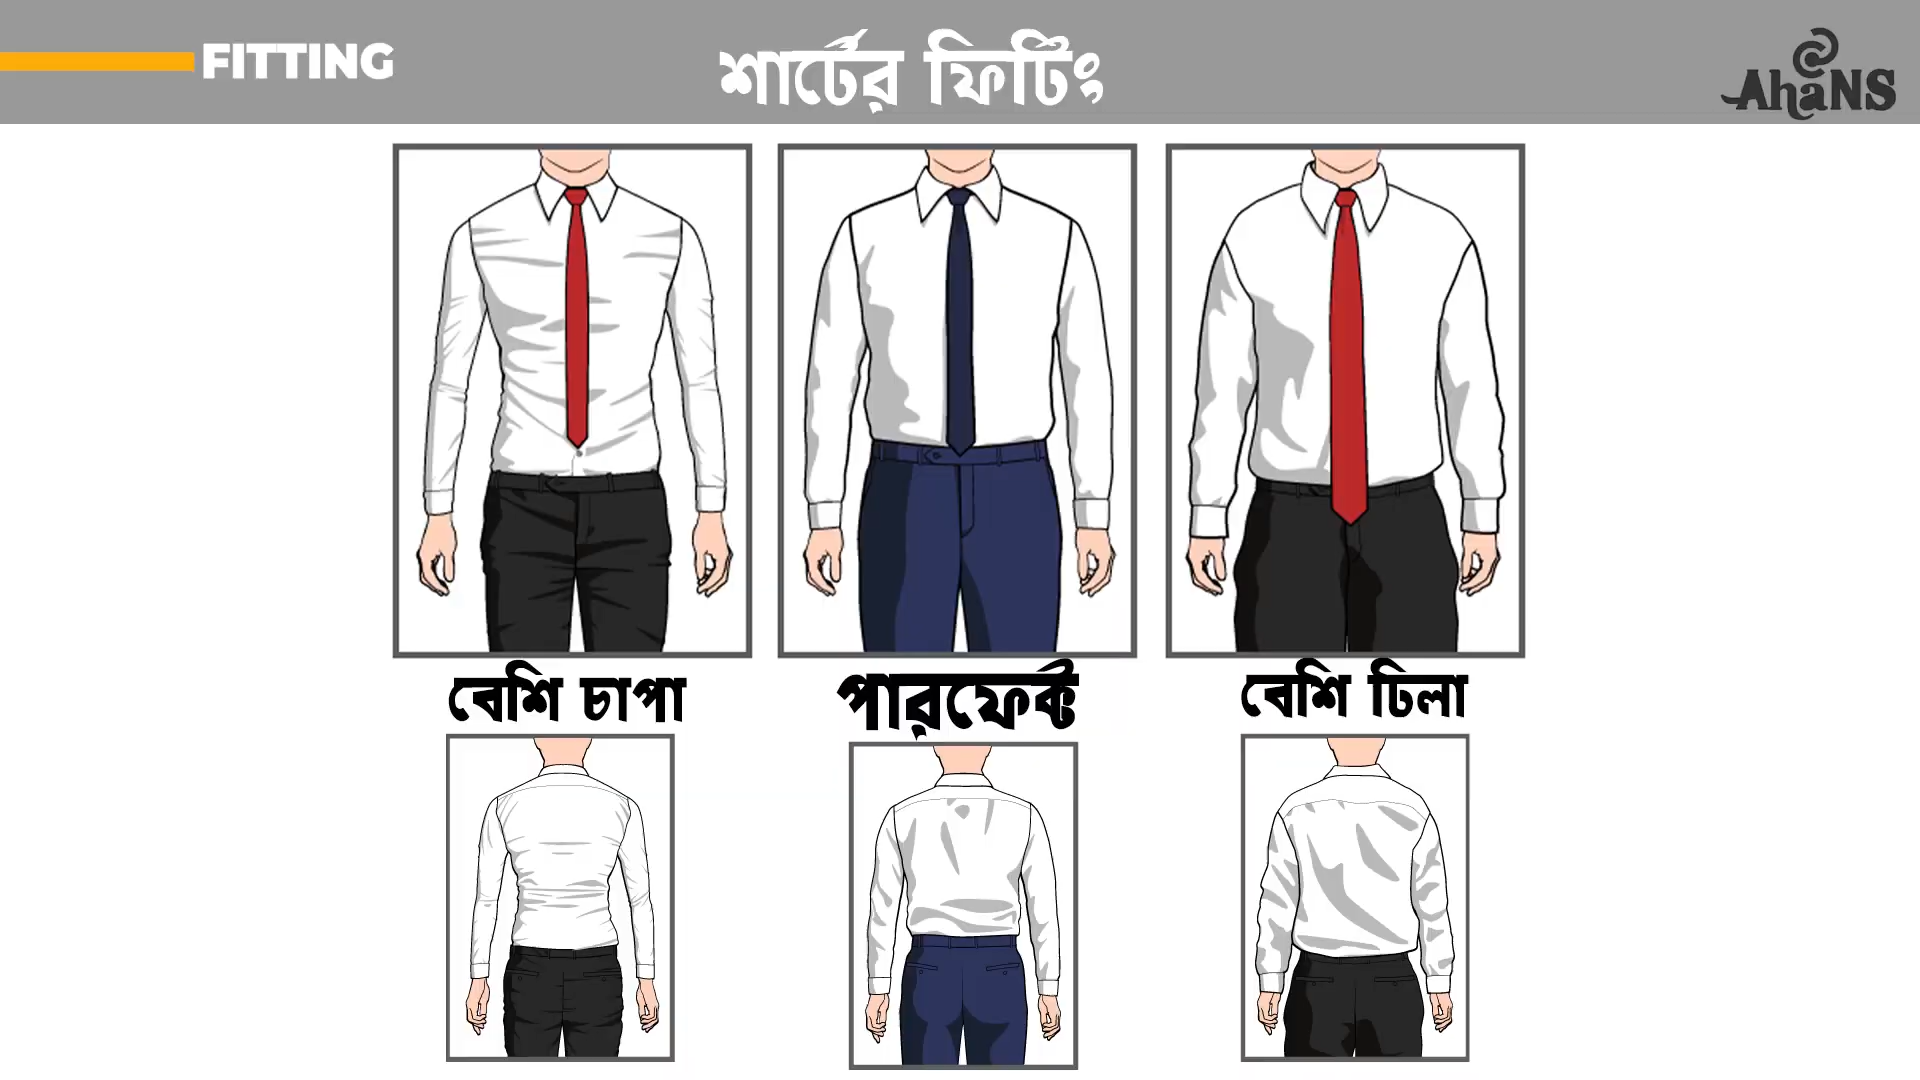 FITTING
শার্টের ফিটিং
AhaNS
বেশি চাপা
পারফেক্ট
বেশি ঢিলা